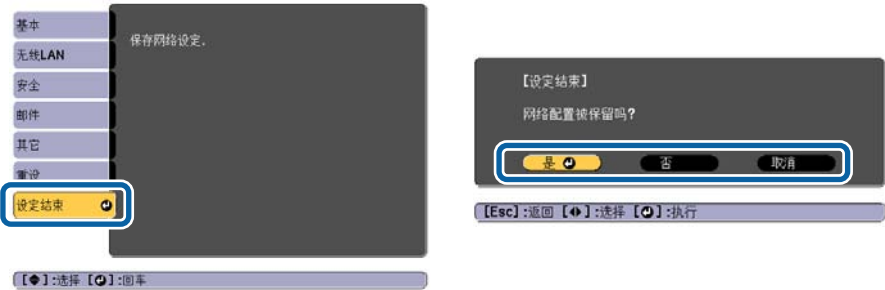 基本
无线LAN
安全
邮件
其它
重设
设定结束
保存网络设定.
[◆]:选择 [↵]:回车
【设定结束】
网络配置被保留吗?
是 否 取消
[Esc]:返回 [◆]:选择 [↵]:执行